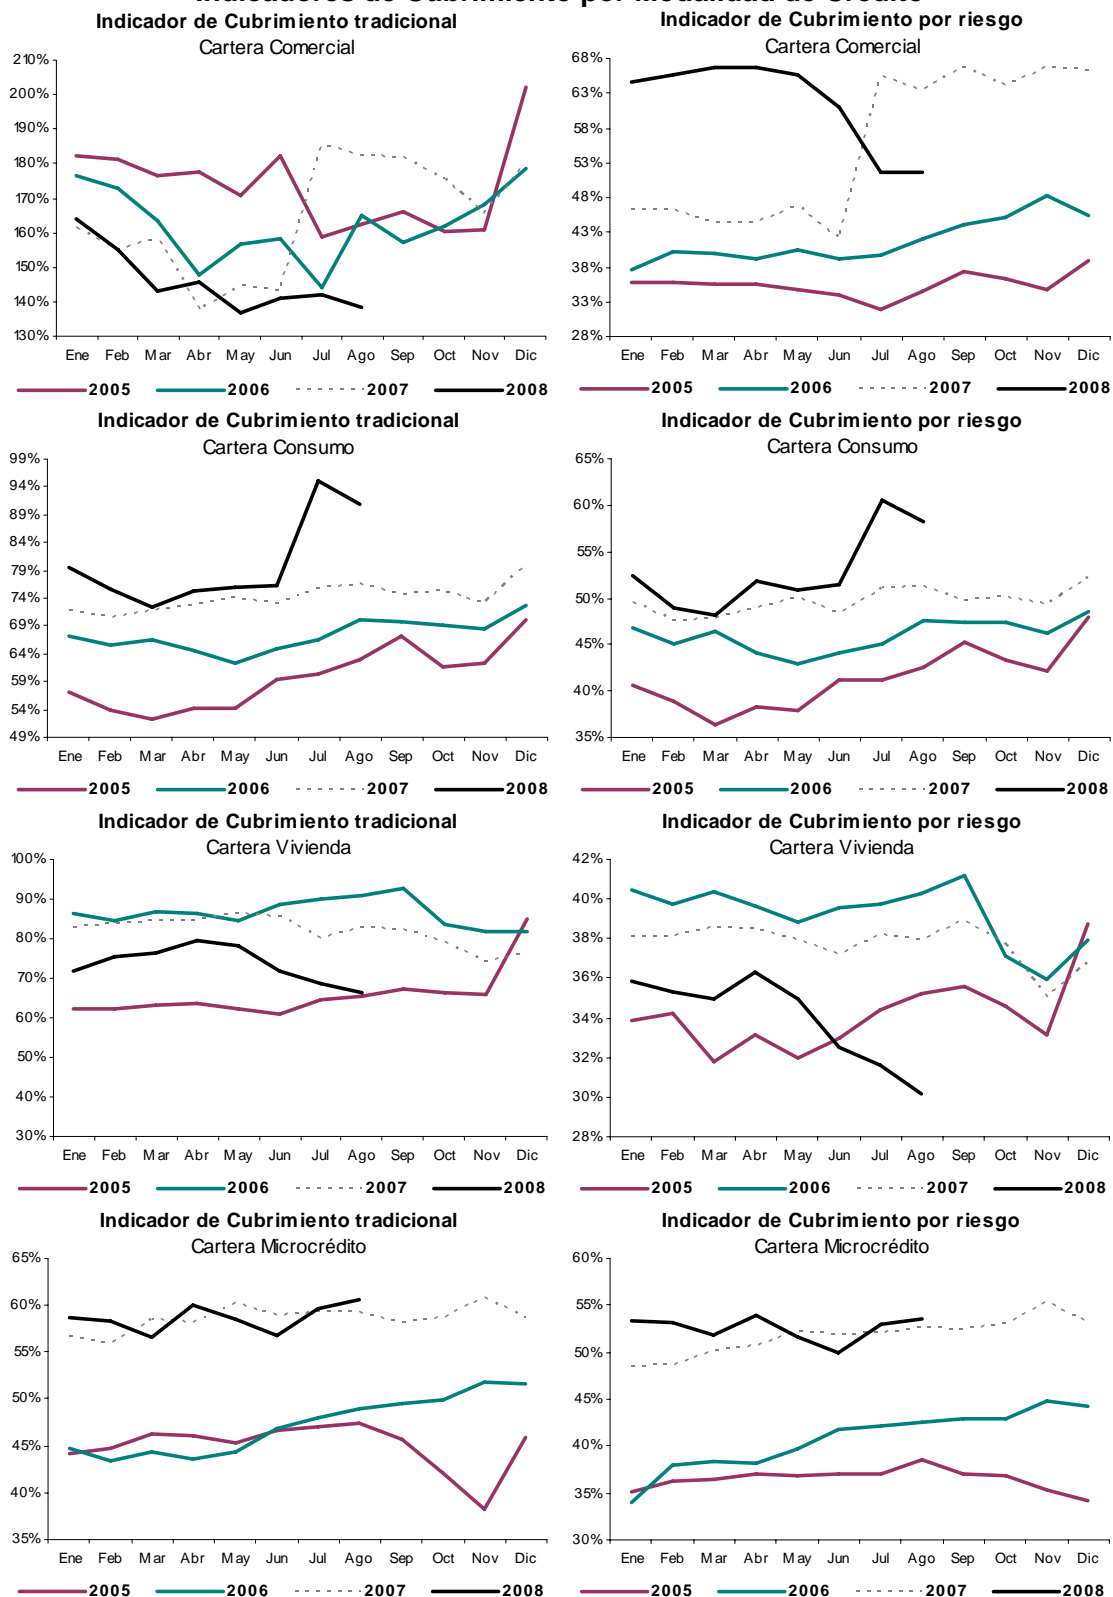 Indicador de Cubrimiento tradicional
Cartera Comercial
210%
200%
190%
180%
170%
160%
150%
140%
130%
Ene Feb Mar Abr May Jun Jul Ago Sep Oct Nov Dic
2005 2006 2007 2008
Indicador de Cubrimiento por riesgo
Cartera Comercial
68%
63%
58%
53%
48%
43%
38%
33%
28%
Ene Feb Mar Abr May Jun Jul Ago Sep Oct Nov Dic
2005 2006 2007 2008
Indicador de Cubrimiento tradicional
Cartera Consumo
99%
94%
89%
84%
79%
74%
69%
64%
59%
54%
49%
Ene Feb Mar Abr May Jun Jul Ago Sep Oct Nov Dic
2005 2006 2007 2008
Indicador de Cubrimiento por riesgo
Cartera Consumo
65%
60%
55%
50%
45%
40%
35%
Ene Feb Mar Abr May Jun Jul Ago Sep Oct Nov Dic
2005 2006 2007 2008
Indicador de Cubrimiento tradicional
Cartera Vivienda
100%
90%
80%
70%
60%
50%
40%
30%
Ene Feb Mar Abr May Jun Jul Ago Sep Oct Nov Dic
2005 2006 2007 2008
Indicador de Cubrimiento por riesgo
Cartera Vivienda
42%
40%
38%
36%
34%
32%
30%
28%
Ene Feb Mar Abr May Jun Jul Ago Sep Oct Nov Dic
2005 2006 2007 2008
Indicador de Cubrimiento tradicional
Cartera Microcrédito
65%
60%
55%
50%
45%
40%
35%
Ene Feb Mar Abr May Jun Jul Ago Sep Oct Nov Dic
2005 2006 2007 2008
Indicador de Cubrimiento por riesgo
Cartera Microcrédito
60%
55%
50%
45%
40%
35%
30%
Ene Feb Mar Abr May Jun Jul Ago Sep Oct Nov Dic
2005 2006 2007 2008